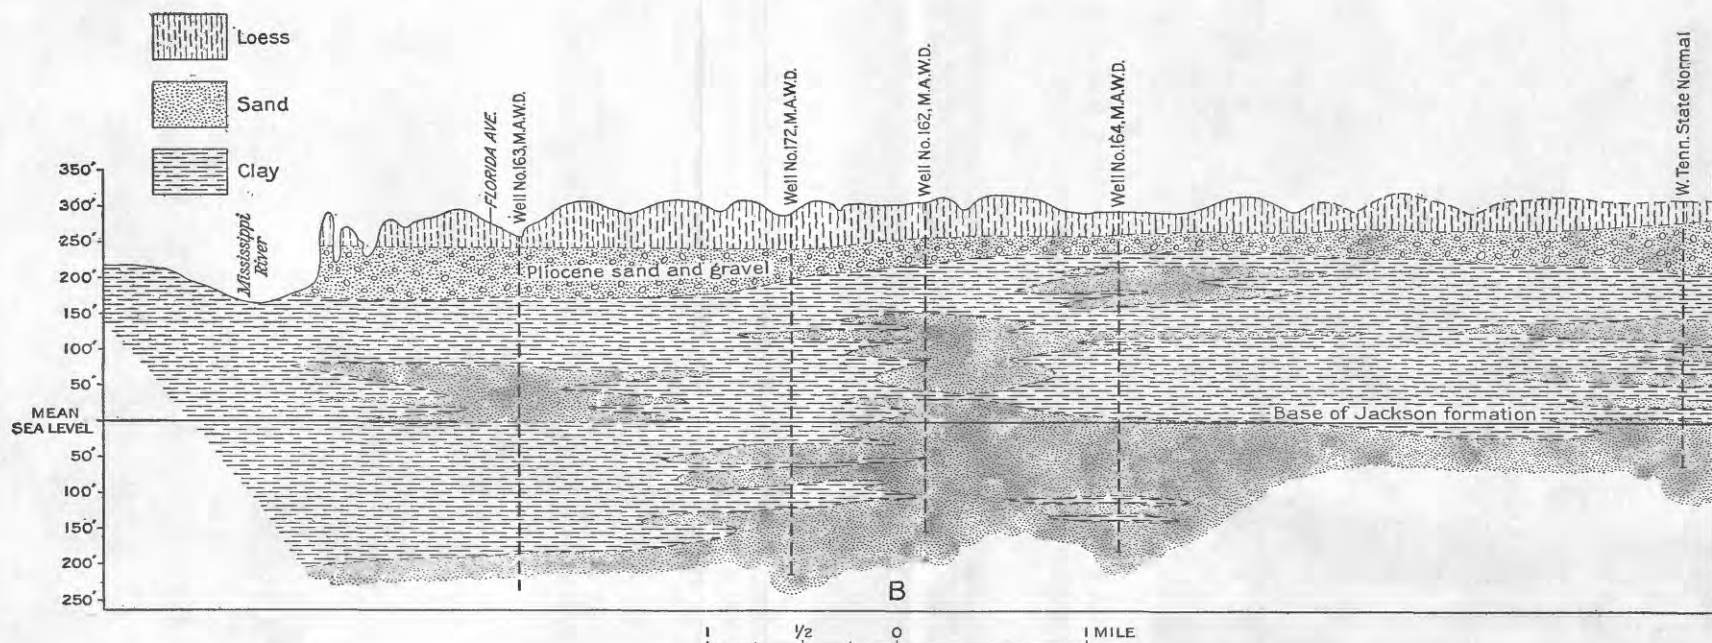 Loess
Sand
Clay
FLORIDA AVE.
Well No.163,M.A.W.D.
Well No.172,M.A.W.D.
Well No.162, M.A.W.D.
Well No.164,M.A.W.D.
W. Tenn. State Normal
350'
300'
250'
200'
150'
100'
50'
MEAN
SEA LEVEL
50'
100'
150'
200'
250'
Mississippi
River
Pliocene sand and gravel
Base of Jackson formation
B
1 1/2 0 1 MILE